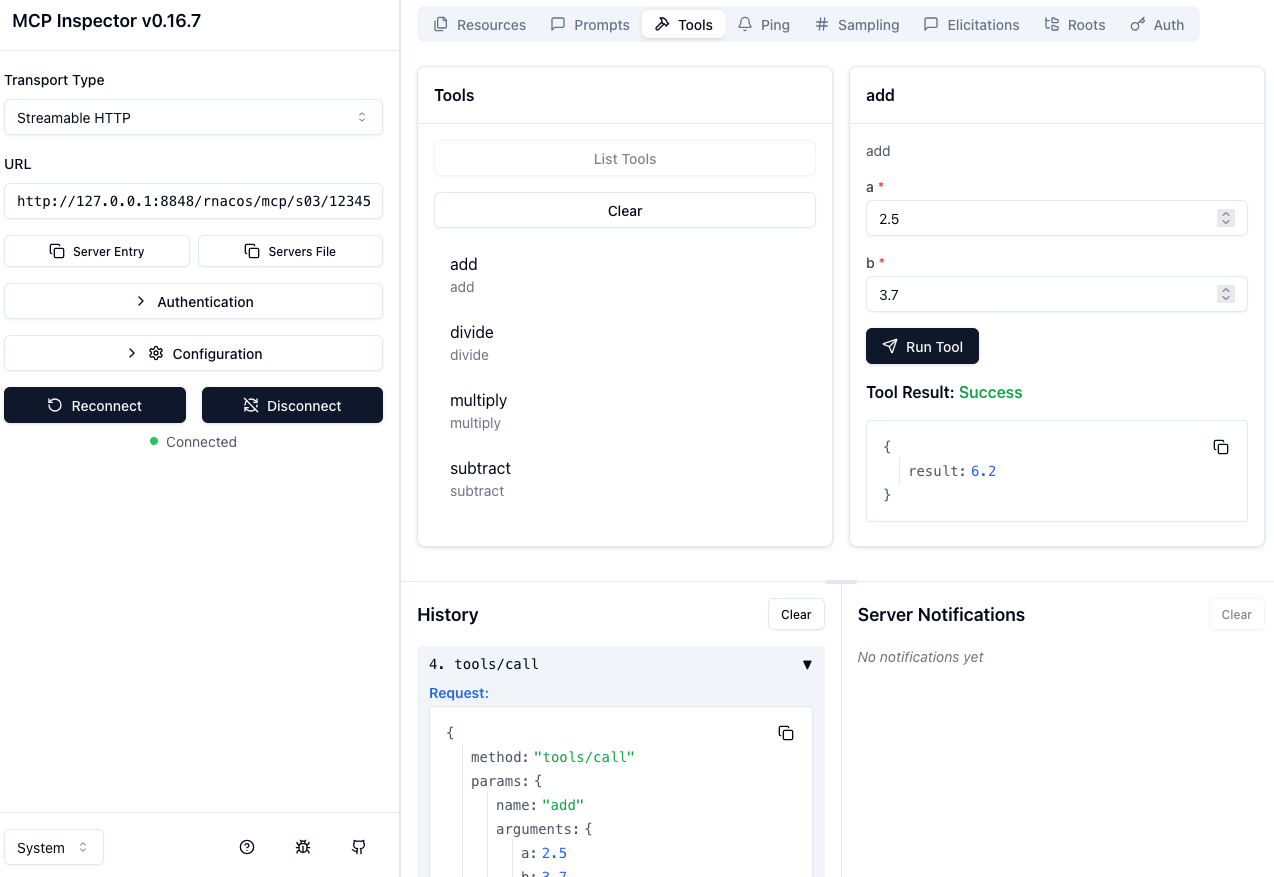 MCP Inspector v0.16.7
Transport Type
Streamable HTTP
URL
http://127.0.0.1:8848/rnacos/mcp/s03/12345
Server Entry
Servers File
Authentication
Configuration
Reconnect
Disconnect
Connected
System
Resources
Prompts
Tools
Ping
Sampling
Elicitations
Roots
Auth
Tools
List Tools
Clear
add
add
divide
divide
multiply
multiply
subtract
subtract
add
add
a *
2.5
b *
3.7
Run Tool
Tool Result: Success
{
result: 6.2
}
History
Clear
4. tools/call
Request:
{
method: "tools/call"
params: {
name: "add"
arguments: {
a: 2.5
b: 3.7
Server Notifications
Clear
No notifications yet